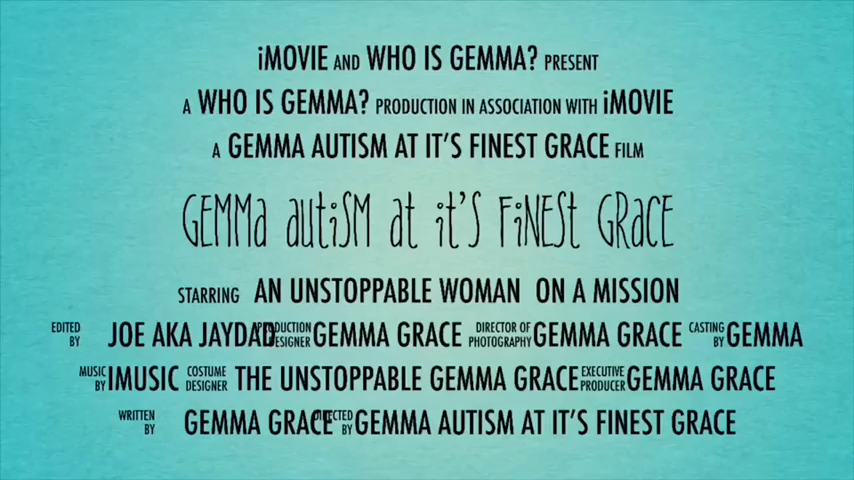 iMOVIE AND WHO IS GEMMA? PRESENT
A WHO IS GEMMA? PRODUCTION IN ASSOCIATION WITH iMOVIE
A GEMMA AUTISM AT IT'S FINEST GRACE FILM
GEMMa autiSM at it's FiNESt GRaCE
STARRING AN UNSTOPPABLE WOMAN ON A MISSION
EDITED BY JOE AKA JAYDAD PRODUCTION DESIGNER GEMMA GRACE DIRECTOR OF PHOTOGRAPHY GEMMA GRACE CASTING BY GEMMA
MUSIC BY IMUSIC COSTUME DESIGNER THE UNSTOPPABLE GEMMA GRACE EXECUTIVE PRODUCER GEMMA GRACE
WRITTEN BY GEMMA GRACE DIRECTED BY GEMMA AUTISM AT IT'S FINEST GRACE